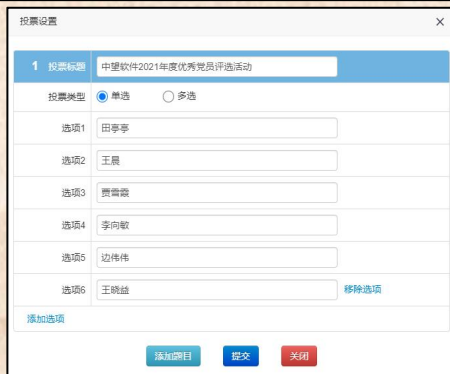 投票设置
1 投票标题 中望软件2021年度优秀党员评选活动
投票类型 单选 多选
选项1 田亭亭
选项2 王晨
选项3 贾雪霞
选项4 李向敏
选项5 边伟伟
选项6 王晓益 移除选项
添加选项
添加题目 提交 关闭